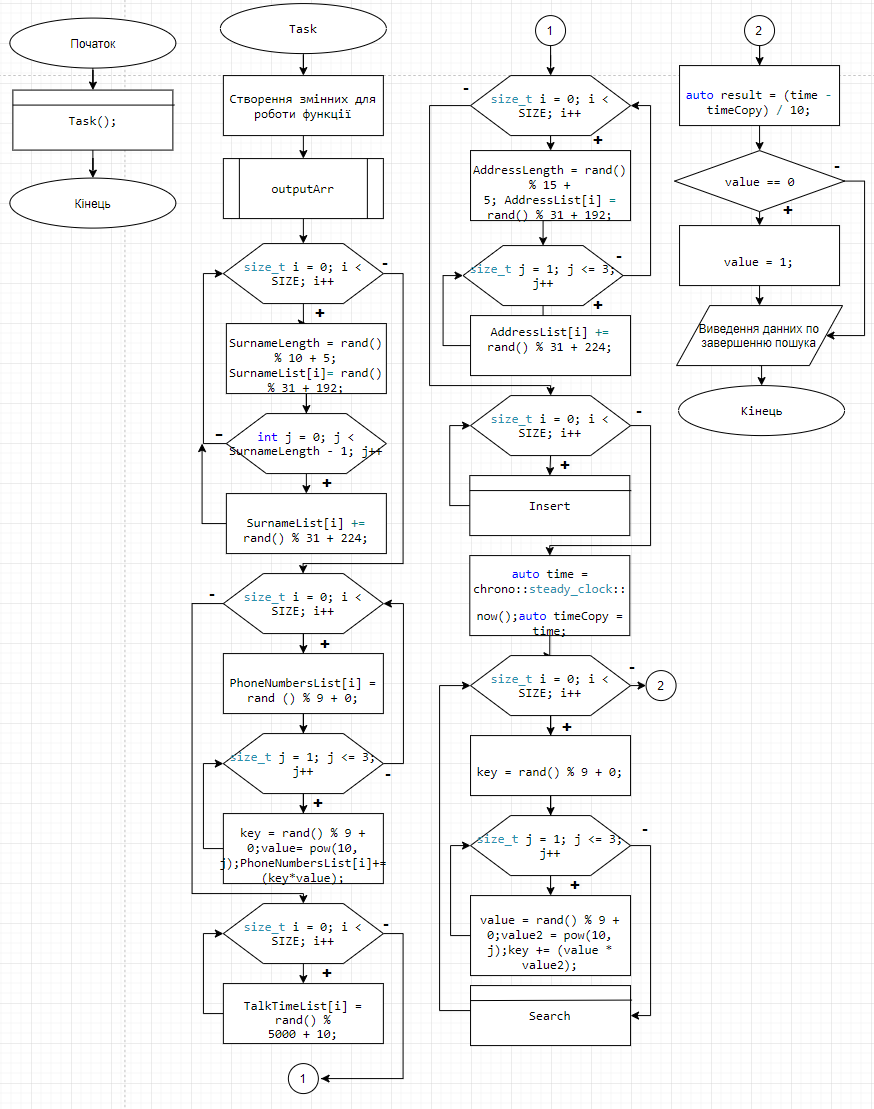 Початок
Task();
Кінець
Task
Створення змінних для
роботи функції
outputArr
size_t i = 0; i <
SIZE; i++
-
+
SurnameLength = rand()
% 10 + 5;
SurnameList[i]= rand()
% 31 + 192;
int j = 0; j <
SurnameLength - 1; j++
-
+
SurnameList[i] +=
rand() % 31 + 224;
size_t i = 0; i <
SIZE; i++
-
+
PhoneNumbersList[i] =
rand () % 9 + 0;
size_t j = 1; j <= 3;
j++
-
+
key = rand() % 9 +
0;value= pow(10,
j);PhoneNumbersList[i]+=
(key*value);
size_t i = 0; i <
SIZE; i++
-
+
TalkTimeList[i] =
rand() %
5000 + 10;
1
1
size_t i = 0; i <
SIZE; i++
-
+
AddressLength = rand()
% 15 +
5; AddressList[i] =
rand() % 31 + 192;
size_t j = 1; j <= 3;
j++
-
+
AddressList[i] +=
rand() % 31 + 224;
size_t i = 0; i <
SIZE; i++
-
+
Insert
auto time =
chrono::steady_clock::
now();auto timeCopy =
time;
size_t i = 0; i <
SIZE; i++
-
2
+
key = rand() % 9 + 0;
size_t j = 1; j <= 3;
j++
-
+
value = rand() % 9 +
0;value2 = pow(10,
j);key += (value *
value2);
Search
2
auto result = (time -
timeCopy) / 10;
value == 0
-
+
value = 1;
Виведення данних по
завершенню пошука
Кінець